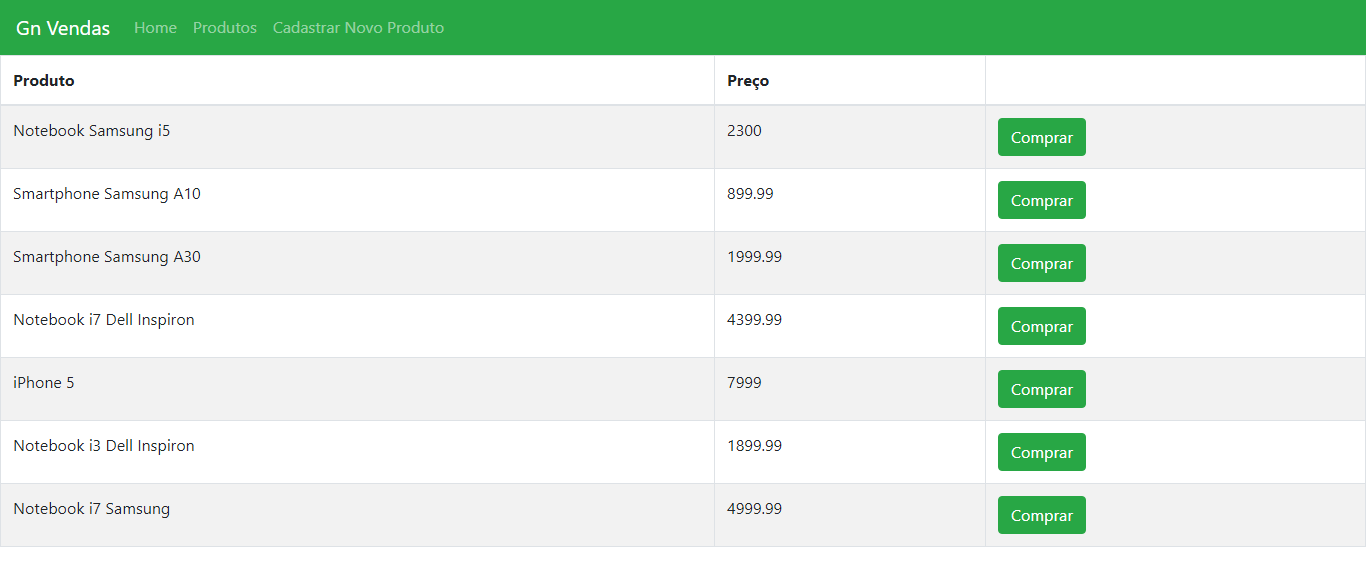 Gn Vendas Home Produtos Cadastrar Novo Produto
Produto Preço
Notebook Samsung i5 2300 Comprar
Smartphone Samsung A10 899.99 Comprar
Smartphone Samsung A30 1999.99 Comprar
Notebook i7 Dell Inspiron 4399.99 Comprar
iPhone 5 7999 Comprar
Notebook i3 Dell Inspiron 1899.99 Comprar
Notebook i7 Samsung 4999.99 Comprar